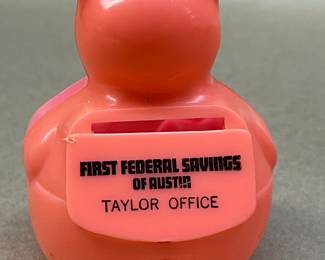 FIRST FEDERAL SAVINGS
OF AUSTIN
TAYLOR OFFICE